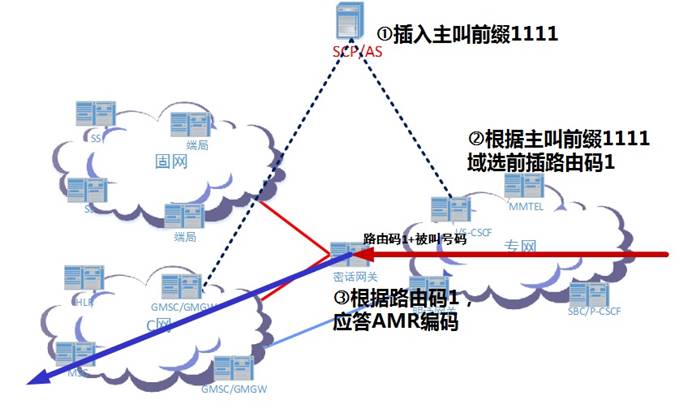 ①插入主叫前缀1111
SCP/AS
SS
端局
固网
端局
②根据主叫前缀1111
域选前插路由码1
MMTEL
I/S-CSCF
专网
路由码1+被叫号码
密话网关
③根据路由码1，
应答AMR编码
SBC/P-CSCF
HLR
GMSC/GMGW
C网
GMSC/GMGW